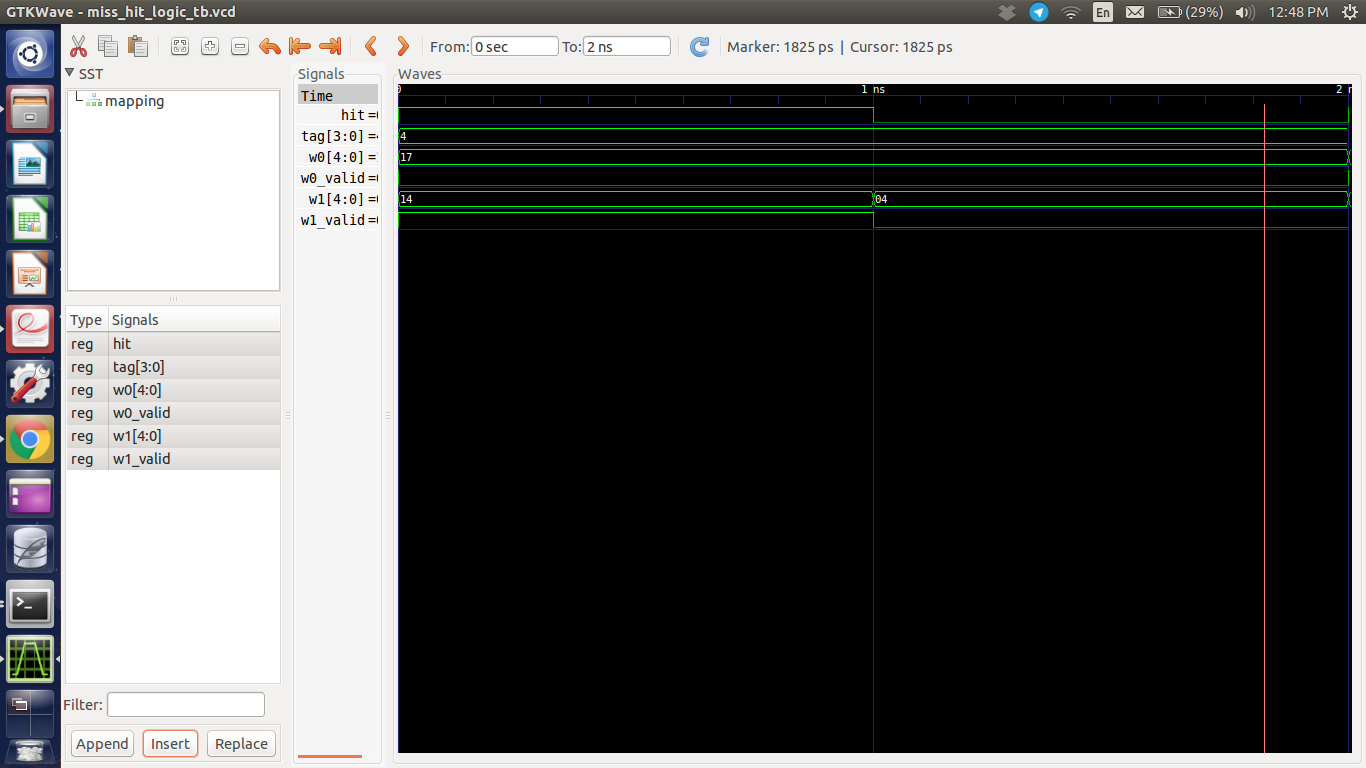 GTKWave - miss_hit_logic_tb.vcd
En
(29%)
12:48 PM
From: 0 sec To: 2 ns
Marker: 1825 ps | Cursor: 1825 ps
SST
mapping
Type Signals
reg hit
reg tag[3:0]
reg w0[4:0]
reg w0_valid
reg w1[4:0]
reg w1_valid
Filter:
Append Insert Replace
Signals
Time
hit=
tag[3:0]=
w0[4:0]=
w0_valid=
w1[4:0]=
w1_valid=
Waves
0 1 ns 2
4
17
14 04